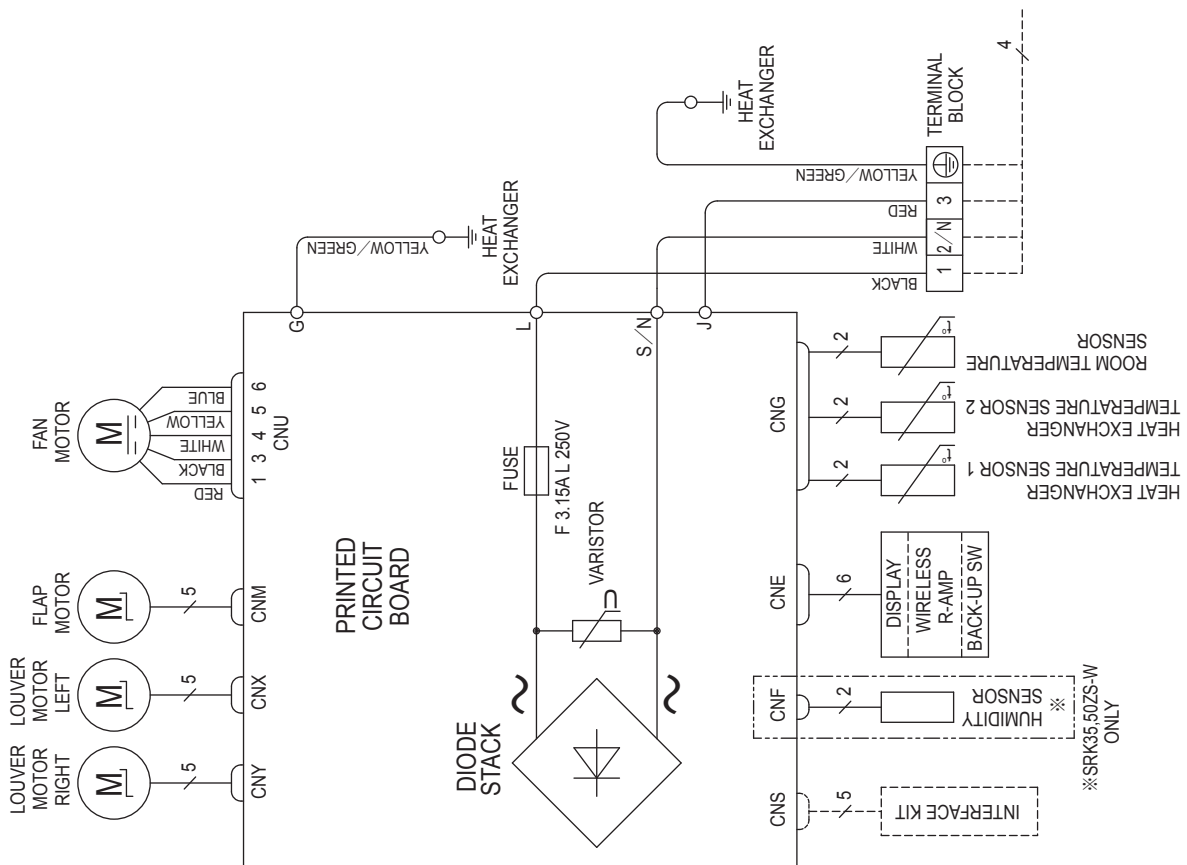 LOUVER
MOTOR
RIGHT
M
5
CNY
LOUVER
MOTOR
LEFT
M
5
CNX
FLAP
MOTOR
M
5
CNM
FAN
MOTOR
M
RED
BLACK
WHITE
YELLOW
BLUE
1 3 4 5 6
CNU
PRINTED
CIRCUIT
BOARD
DIODE
STACK
~
~
VARISTOR
U
FUSE
F 3.15A L 250V
G
L
S/N
J
YELLOW/GREEN
HEAT
EXCHANGER
YELLOW/GREEN
HEAT
EXCHANGER
BLACK
WHITE
RED
1 2/N 3
TERMINAL
BLOCK
4
CNS
5
INTERFACE KIT
CNF
2
HUMIDITY
SENSOR
※
※SRK35,50ZS-W
ONLY
CNE
6
DISPLAY
WIRELESS
R-AMP
BACK-UP SW
CNG
2
t°
HEAT EXCHANGER
TEMPERATURE SENSOR 1
2
t°
HEAT EXCHANGER
TEMPERATURE SENSOR 2
2
t°
ROOM TEMPERATURE
SENSOR